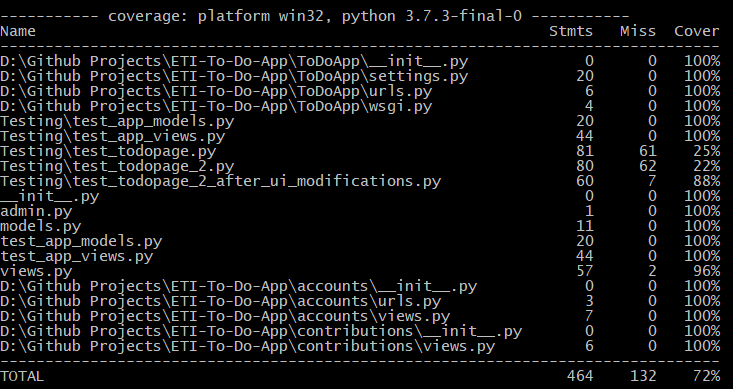 ----------- coverage: platform win32, python 3.7.3-final-0 -----------
Name                                                            Stmts   Miss  Cover
-----------------------------------------------------------------------------------
D:\Github Projects\ETI-To-Do-App\ToDoApp\__init__.py                0      0   100%
D:\Github Projects\ETI-To-Do-App\ToDoApp\settings.py               20      0   100%
D:\Github Projects\ETI-To-Do-App\ToDoApp\urls.py                    6      0   100%
D:\Github Projects\ETI-To-Do-App\ToDoApp\wsgi.py                    4      0   100%
Testing\test_app_models.py                                         20      0   100%
Testing\test_app_views.py                                          44      0   100%
Testing\test_todopage.py                                           81     61    25%
Testing\test_todopage_2.py                                         80     62    22%
Testing\test_todopage_2_after_ui_modifications.py                  60      7    88%
__init__.py                                                         0      0   100%
admin.py                                                            1      0   100%
models.py                                                          11      0   100%
test_app_models.py                                                 20      0   100%
test_app_views.py                                                  44      0   100%
views.py                                                           57      2    96%
D:\Github Projects\ETI-To-Do-App\accounts\__init__.py               0      0   100%
D:\Github Projects\ETI-To-Do-App\accounts\urls.py                   3      0   100%
D:\Github Projects\ETI-To-Do-App\accounts\views.py                  7      0   100%
D:\Github Projects\ETI-To-Do-App\contributions\__init__.py          0      0   100%
D:\Github Projects\ETI-To-Do-App\contributions\views.py             6      0   100%
-----------------------------------------------------------------------------------
TOTAL                                                             464    132    72%